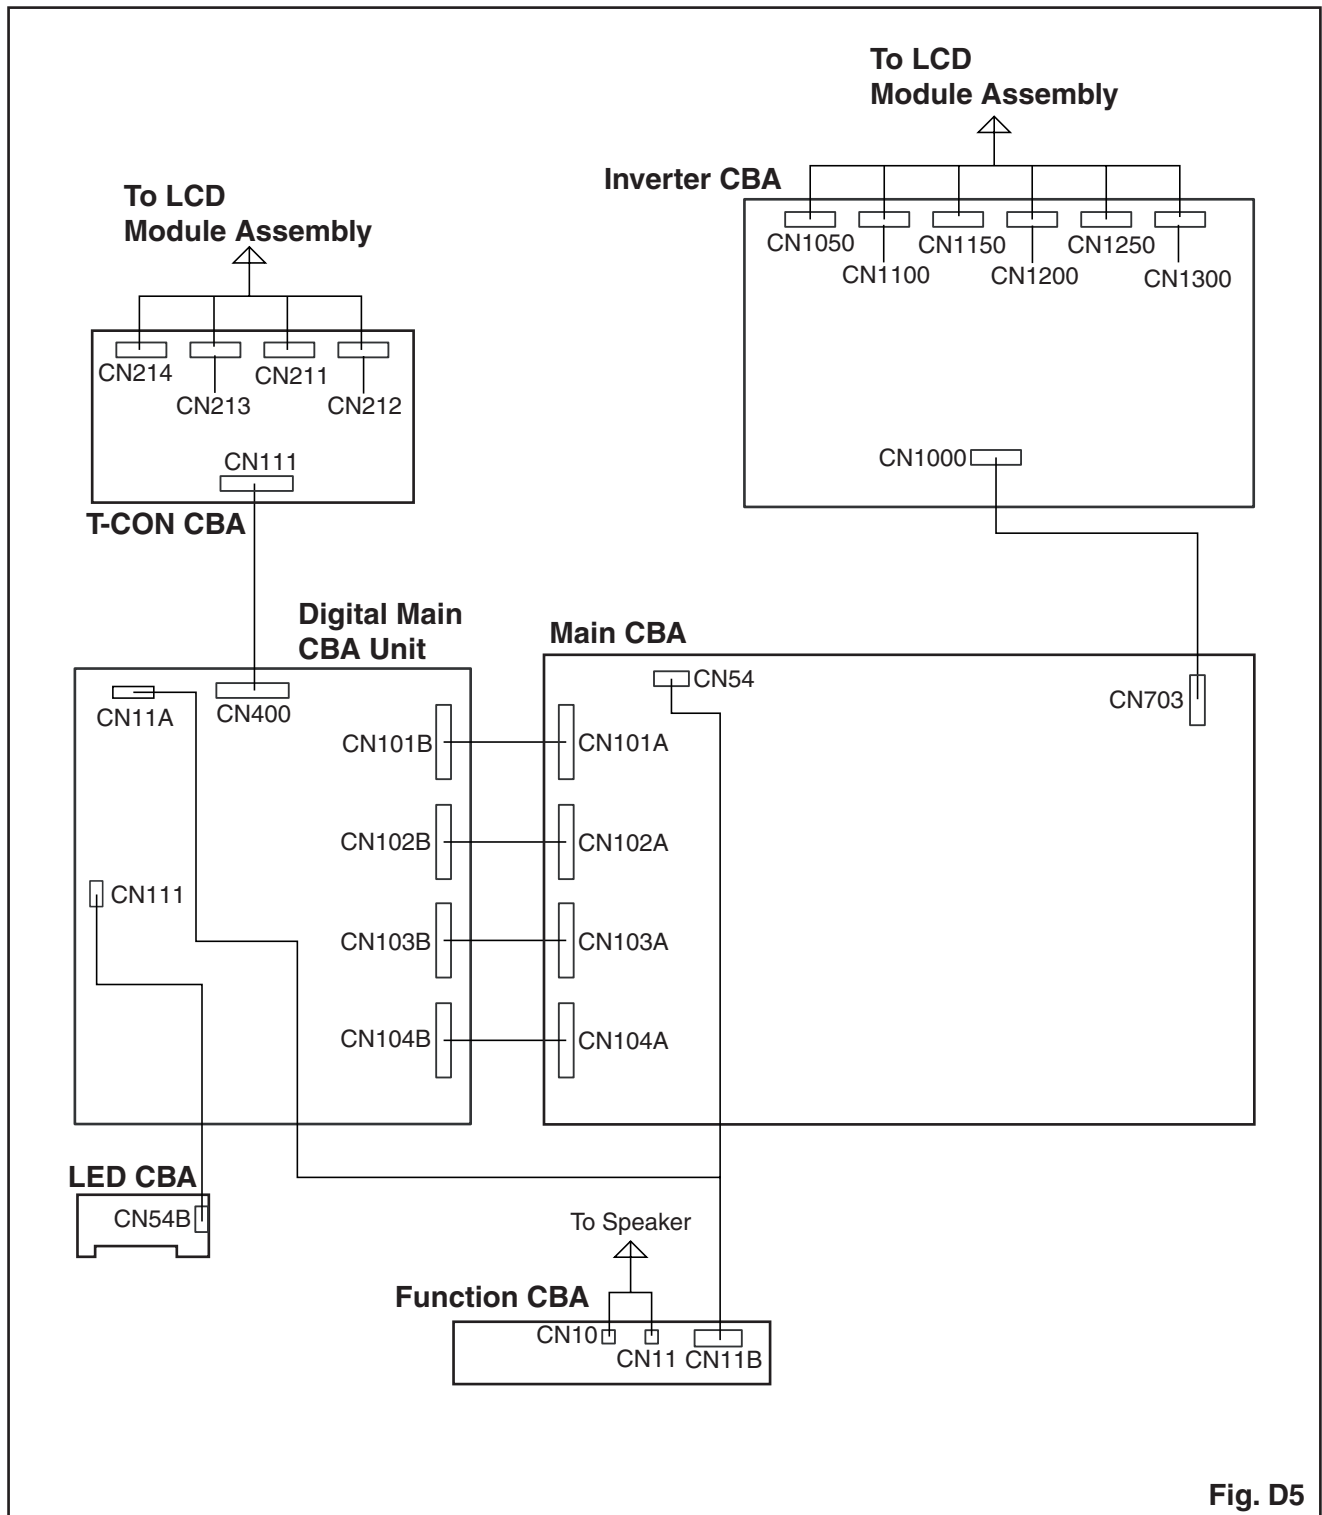 To LCD
Module Assembly
Inverter CBA
CN1050
CN1150
CN1250
CN1100
CN1200
CN1300
CN1000
To LCD
Module Assembly
CN214
CN211
CN213
CN212
CN111
T-CON CBA
Digital Main
CBA Unit
Main CBA
CN54
CN703
CN11A
CN400
CN101B
CN101A
CN102B
CN102A
CN111
CN103B
CN103A
CN104B
CN104A
LED CBA
CN54B
To Speaker
Function CBA
CN10
CN11
CN11B
Fig. D5